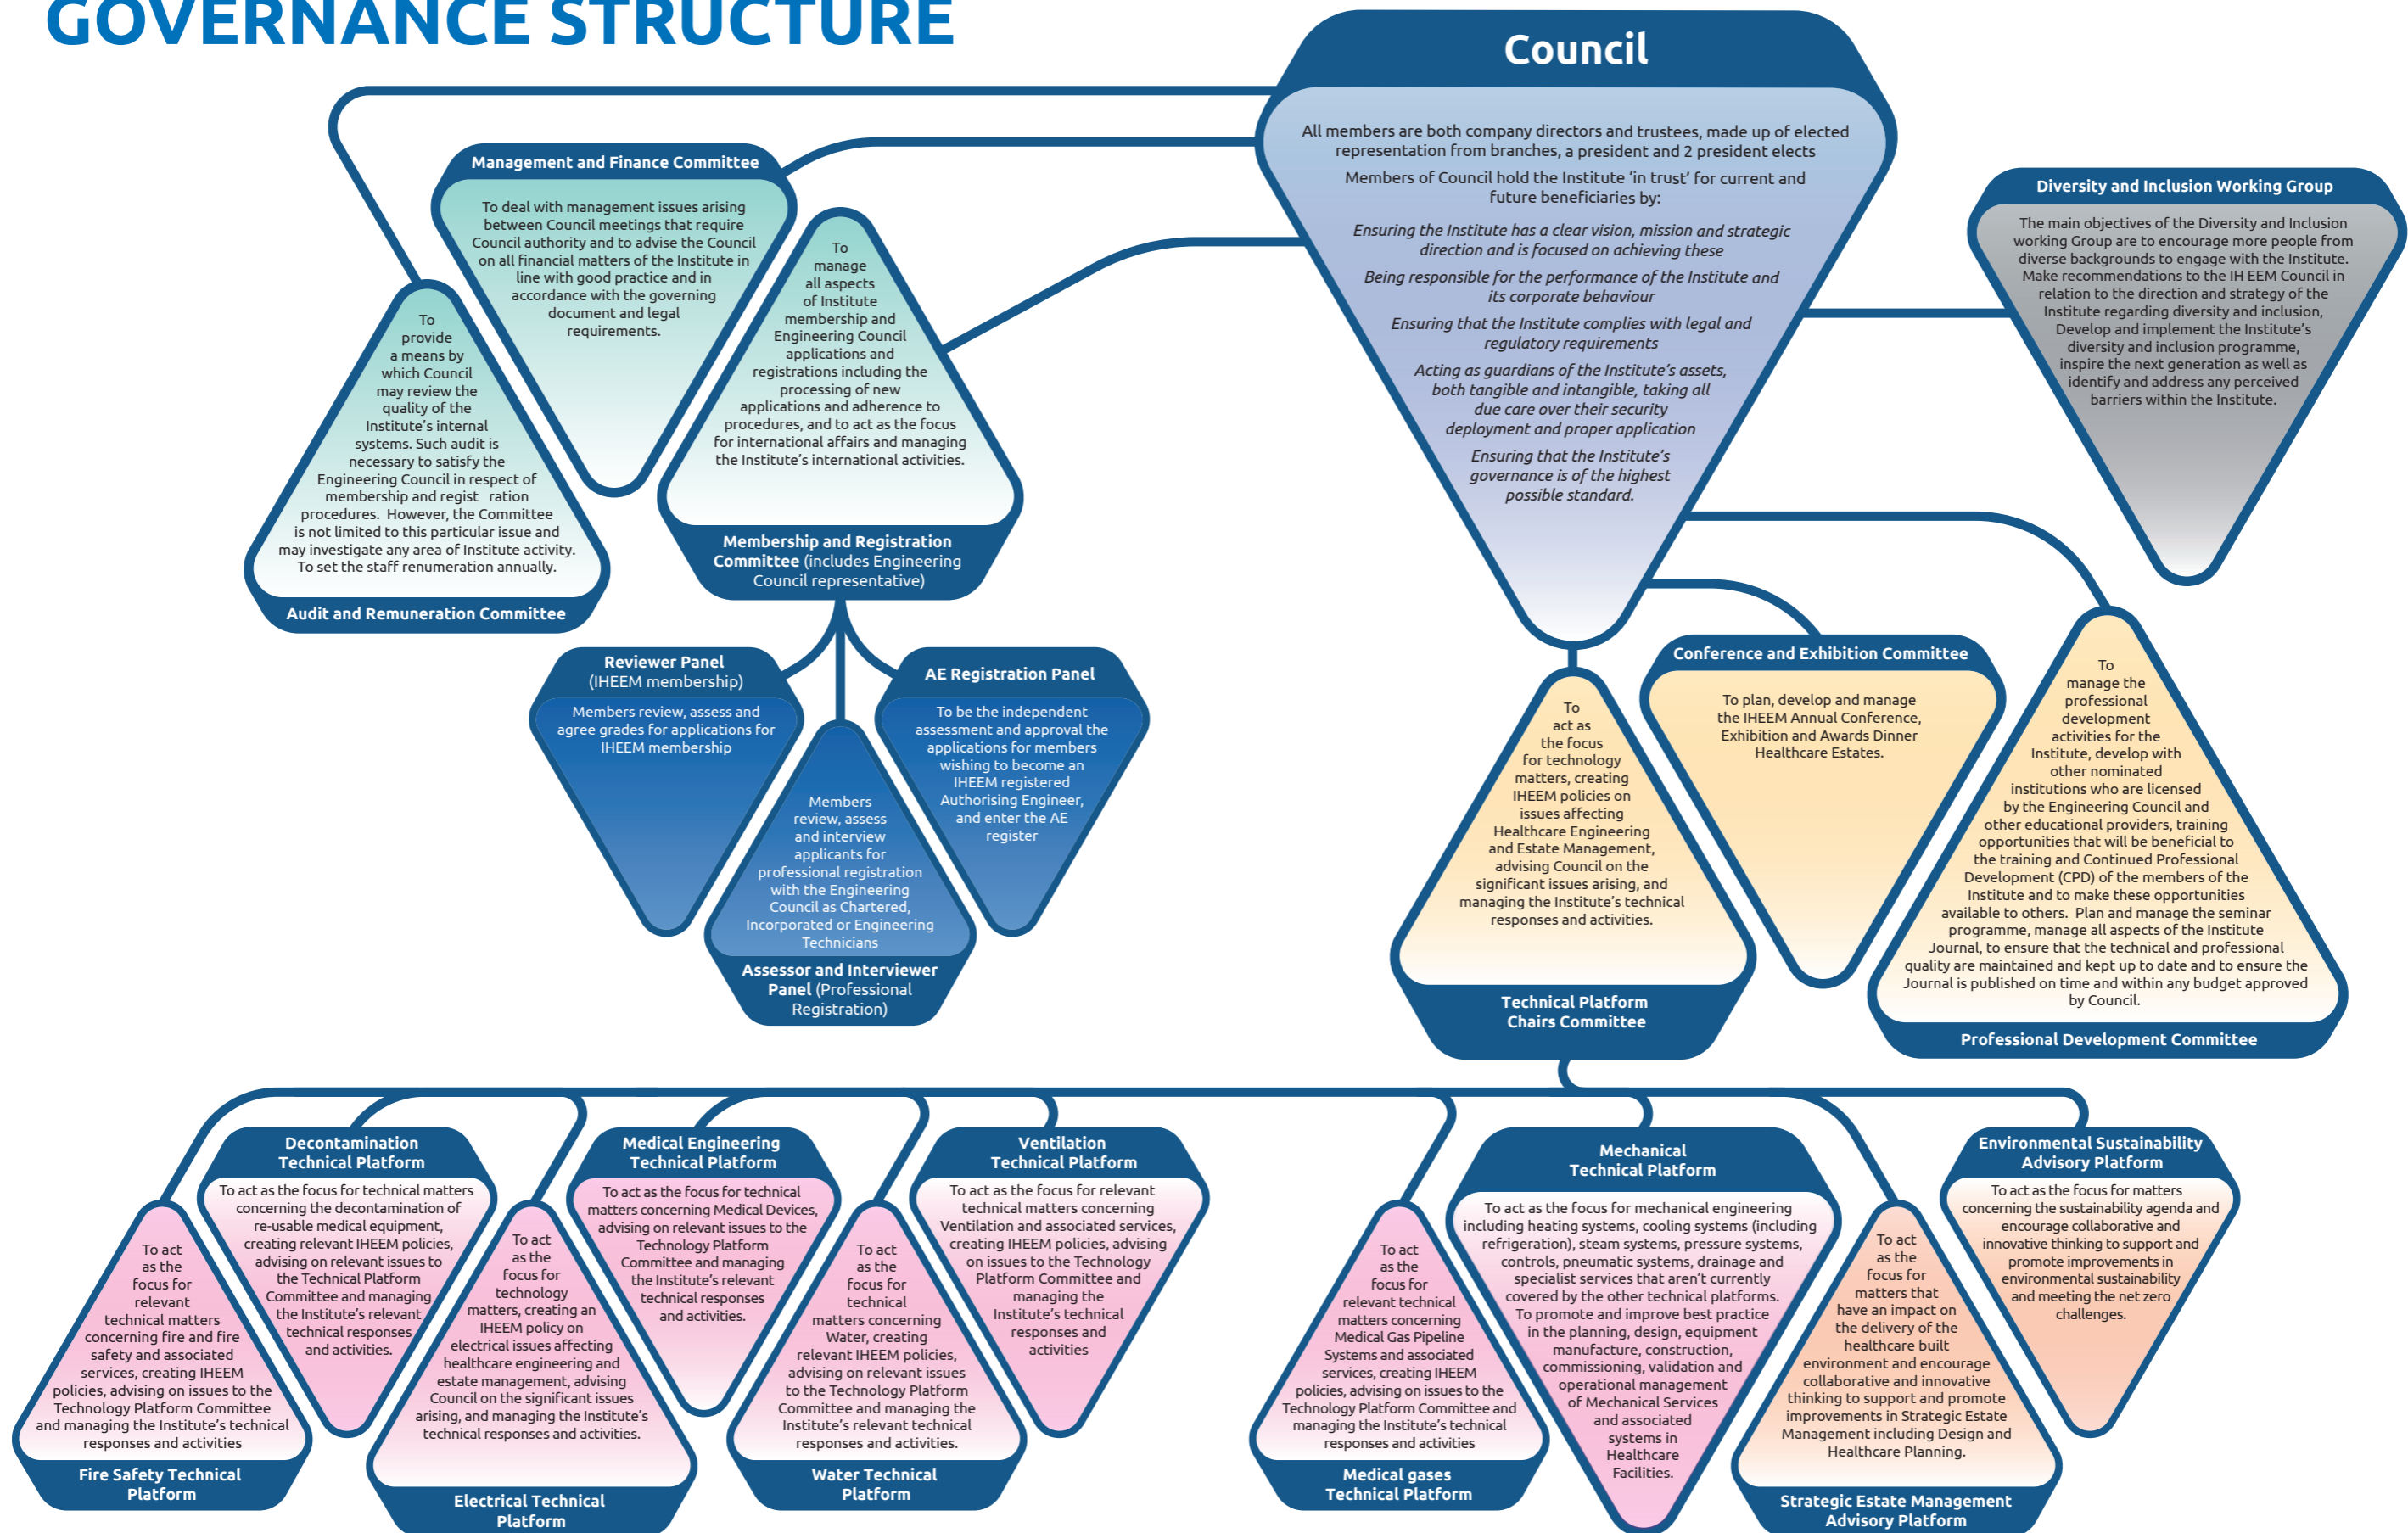 GOVERNANCE STRUCTURE
Council
All members are both company directors and trustees, made up of elected
representation from branches, a president and 2 president elects
Members of Council hold the Institute ‘in trust’ for current and
future beneficiaries by:
Ensuring the Institute has a clear vision, mission and strategic
direction and is focused on achieving these
Being responsible for the performance of the Institute and
its corporate behaviour
Ensuring that the Institute complies with legal and
regulatory requirements
Acting as guardians of the Institute’s assets,
both tangible and intangible, taking all
due care over their security
deployment and proper application
Ensuring that the Institute’s
governance is of the highest
possible standard.
Management and Finance Committee
To deal with management issues arising
between Council meetings that require
Council authority and to advise the Council
on all financial matters of the Institute in
line with good practice and in
accordance with the governing
document and legal
requirements.
Diversity and Inclusion Working Group
The main objectives of the Diversity and Inclusion
working Group are to encourage more people from
diverse backgrounds to engage with the Institute.
Make recommendations to the IH EEM Council in
relation to the direction and strategy of the
Institute regarding diversity and inclusion,
Develop and implement the Institute’s
diversity and inclusion programme,
inspire the next generation as well as
identify and address any perceived
barriers within the Institute.
To
provide
a means by
which Council
may review the
quality of the
Institute’s internal
systems. Such audit is
necessary to satisfy the
Engineering Council in respect of
membership and regist ration
procedures. However, the Committee
is not limited to this particular issue and
may investigate any area of Institute activity.
To set the staff renumeration annually.
Audit and Remuneration Committee
To
manage
all aspects
of Institute
membership and
Engineering Council
applications and
registrations including the
processing of new
applications and adherence to
procedures, and to act as the focus
for international affairs and managing
the Institute’s international activities.
Membership and Registration
Committee (includes Engineering
Council representative)
Reviewer Panel
(IHEEM membership)
Members review, assess and
agree grades for applications for
IHEEM membership
Members
review, assess
and interview
applicants for
professional registration
with the Engineering
Council as Chartered,
Incorporated or Engineering
Technicians
Assessor and Interviewer
Panel (Professional
Registration)
AE Registration Panel
To be the independent
assessment and approval the
applications for members
wishing to become an
IHEEM registered
Authorising Engineer,
and enter the AE
register
To
act as
the focus
for technology
matters, creating
IHEEM policies on
issues affecting
Healthcare Engineering
and Estate Management,
advising Council on the
significant issues arising, and
managing the Institute’s technical
responses and activities.
Technical Platform
Chairs Committee
Conference and Exhibition Committee
To plan, develop and manage
the IHEEM Annual Conference,
Exhibition and Awards Dinner
Healthcare Estates.
To
manage the
professional
development
activities for the
Institute, develop with
other nominated
institutions who are licensed
by the Engineering Council and
other educational providers, training
opportunities that will be beneficial to
the training and Continued Professional
Development (CPD) of the members of the
Institute and to make these opportunities
available to others. Plan and manage the seminar
programme, manage all aspects of the Institute
Journal, to ensure that the technical and professional
quality are maintained and kept up to date and to ensure the
Journal is published on time and within any budget approved
by Council.
Professional Development Committee
To act
as the
focus for
relevant
technical matters
concerning fire and fire
safety and associated
services, creating IHEEM
policies, advising on issues to the
Technology Platform Committee
and managing the Institute’s technical
responses and activities
Fire Safety Technical
Platform
Decontamination
Technical Platform
To act as the focus for technical matters
concerning the decontamination of
re-usable medical equipment,
creating relevant IHEEM policies,
advising on relevant issues to
the Technical Platform
Committee and managing
the Institute’s relevant
technical responses
and activities.
To act
as the
focus for
technology
matters, creating an
IHEEM policy on
electrical issues affecting
healthcare engineering and
estate management, advising
Council on the significant issues
arising, and managing the Institute’s
technical responses and activities.
Electrical Technical
Platform
Medical Engineering
Technical Platform
To act as the focus for technical
matters concerning Medical Devices,
advising on relevant issues to the
Technology Platform
Committee and managing
the Institute’s relevant
technical responses
and activities.
To act
as the
focus for
technical
matters concerning
Water, creating
relevant IHEEM policies,
advising on relevant issues
to the Technology Platform
Committee and managing the
Institute’s relevant technical
responses and activities.
Water Technical
Platform
Ventilation
Technical Platform
To act as the focus for relevant
technical matters concerning
Ventilation and associated services,
creating IHEEM policies, advising
on issues to the Technology
Platform Committee and
managing the
Institute’s technical
responses and
activities
To act
as the
focus for
relevant technical
matters concerning
Medical Gas Pipeline
Systems and associated
services, creating IHEEM
policies, advising on issues to the
Technology Platform Committee and
managing the Institute’s technical
responses and activities
Medical gases
Technical Platform
Mechanical
Technical Platform
To act as the focus for mechanical engineering
including heating systems, cooling systems (including
refrigeration), steam systems, pressure systems,
controls, pneumatic systems, drainage and
specialist services that aren’t currently
covered by the other technical platforms.
To promote and improve best practice
in the planning, design, equipment
manufacture, construction,
commissioning, validation and
operational management
of Mechanical Services
and associated
systems in
Healthcare
Facilities.
To act
as the
focus for
matters that
have an impact on
the delivery of the
healthcare built
environment and encourage
collaborative and innovative
thinking to support and promote
improvements in Strategic Estate
Management including Design and
Healthcare Planning.
Strategic Estate Management
Advisory Platform
Environmental Sustainability
Advisory Platform
To act as the focus for matters
concerning the sustainability agenda and
encourage collaborative and
innovative thinking to support and
promote improvements in
environmental sustainability
and meeting the net zero
challenges.